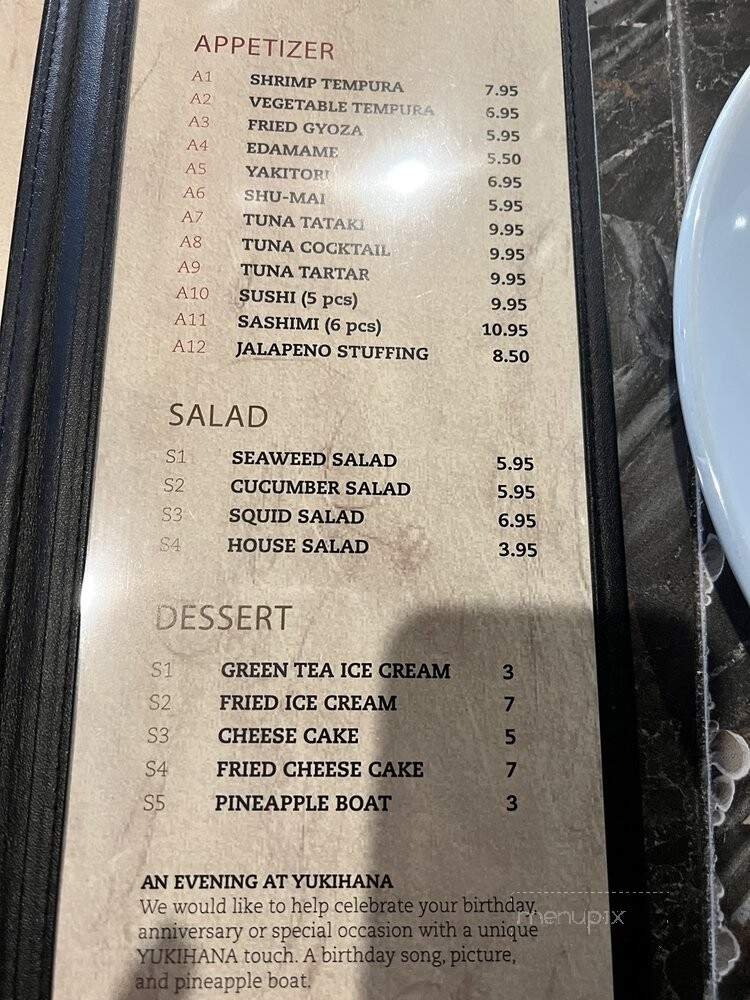 APPETIZER
A1 SHRIMP TEMPURA 7.95
A2 VEGETABLE TEMPURA 6.95
A3 FRIED GYOZA 5.95
A4 EDAMAME 5.50
A5 YAKITORI 6.95
A6 SHU-MAI 5.95
A7 TUNA TATAKI 9.95
A8 TUNA COCKTAIL 9.95
A9 TUNA TARTAR 9.95
A10 SUSHI (5 pcs) 9.95
A11 SASHIMI (6 pcs) 10.95
A12 JALAPENO STUFFING 8.50
SALAD
S1 SEAWEED SALAD 5.95
S2 CUCUMBER SALAD 5.95
S3 SQUID SALAD 6.95
S4 HOUSE SALAD 3.95
DESSERT
S1 GREEN TEA ICE CREAM 3
S2 FRIED ICE CREAM 7
S3 CHEESE CAKE 5
S4 FRIED CHEESE CAKE 7
S5 PINEAPPLE BOAT 3
AN EVENING AT YUKIHANA
We would like to help celebrate your birthday,
anniversary or special occasion with a unique
YUKIHANA touch. A birthday song, picture,
and pineapple boat.
menupix